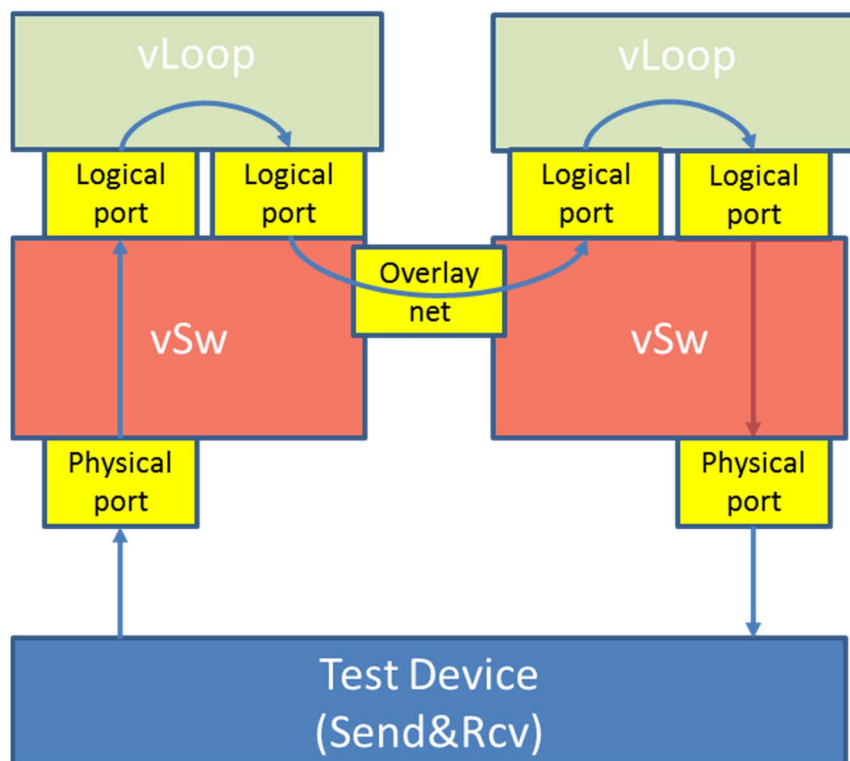 vLoop
vLoop
Logical
port
Logical
port
Logical
port
Logical
port
Overlay
net
vSw
vSw
Physical
port
Physical
port
Test Device
(Send&Rcv)